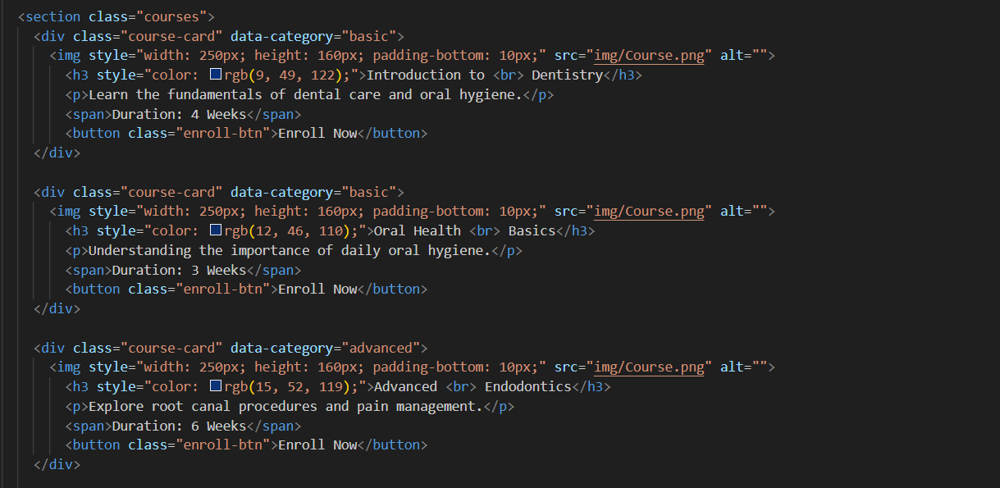 <section class="courses">
<div class="course-card" data-category="basic">
<img style="width: 250px; height: 160px; padding-bottom: 10px;" src="img/Course.png" alt="">
<h3 style="color: rgb(9, 49, 122);">Introduction to <br> Dentistry</h3>
<p>Learn the fundamentals of dental care and oral hygiene.</p>
<span>Duration: 4 Weeks</span>
<button class="enroll-btn">Enroll Now</button>
</div>
<div class="course-card" data-category="basic">
<img style="width: 250px; height: 160px; padding-bottom: 10px;" src="img/Course.png" alt="">
<h3 style="color: rgb(12, 46, 110);">Oral Health <br> Basics</h3>
<p>Understanding the importance of daily oral hygiene.</p>
<span>Duration: 3 Weeks</span>
<button class="enroll-btn">Enroll Now</button>
</div>
<div class="course-card" data-category="advanced">
<img style="width: 250px; height: 160px; padding-bottom: 10px;" src="img/Course.png" alt="">
<h3 style="color: rgb(15, 52, 119);">Advanced <br> Endodontics</h3>
<p>Explore root canal procedures and pain management.</p>
<span>Duration: 6 Weeks</span>
<button class="enroll-btn">Enroll Now</button>
</div>